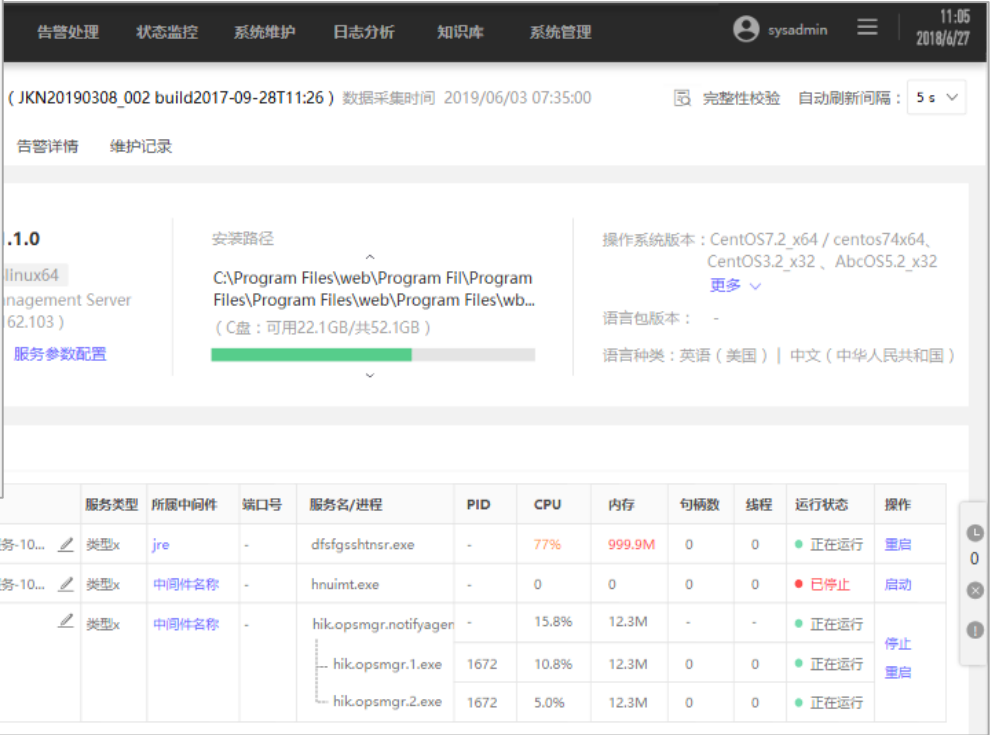 告警处理 状态监控 系统维护 日志分析 知识库 系统管理 sysadmin 11:05
2018/6/27
( JKN20190308_002 build2017-09-28T11:26 ) 数据采集时间 2019/06/03 07:35:00 完整性校验 自动刷新间隔： 5 s
告警详情 维护记录
.1.0
linux64
nagement Server
162.103 )
服务参数配置
安装路径
C:\Program Files\web\Program Fil\Program
Files\Program Files\web\Program Files\wb...
( C盘：可用22.1GB/共52.1GB )
操作系统版本：CentOS7.2_x64 / centos74x64、
CentOS3.2_x32 、AbcOS5.2_x32
更多
语言包版本： -
语言种类：英语（美国）| 中文（中华人民共和国）
服务类型 所属中间件 端口号 服务名/进程 PID CPU 内存 句柄数 线程 运行状态 操作
务-10... 类型x jre - dfsfgsshtnsr.exe - 77% 999.9M 0 0 正在运行 重启
务-10... 类型x 中间件名称 - hnuimt.exe - 0 0 0 0 已停止 启动
类型x 中间件名称 - hik.opsmgr.notifyagen - 15.8% 12.3M - - 正在运行
hik.opsmgr.1.exe 1672 10.8% 12.3M 0 0 正在运行
hik.opsmgr.2.exe 1672 5.0% 12.3M 0 0 正在运行
停止
重启
0